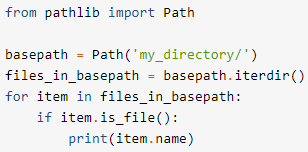 from pathlib import Path

basepath = Path('my_directory/')
files_in_basepath = basepath.iterdir()
for item in files_in_basepath:
    if item.is_file():
        print(item.name)